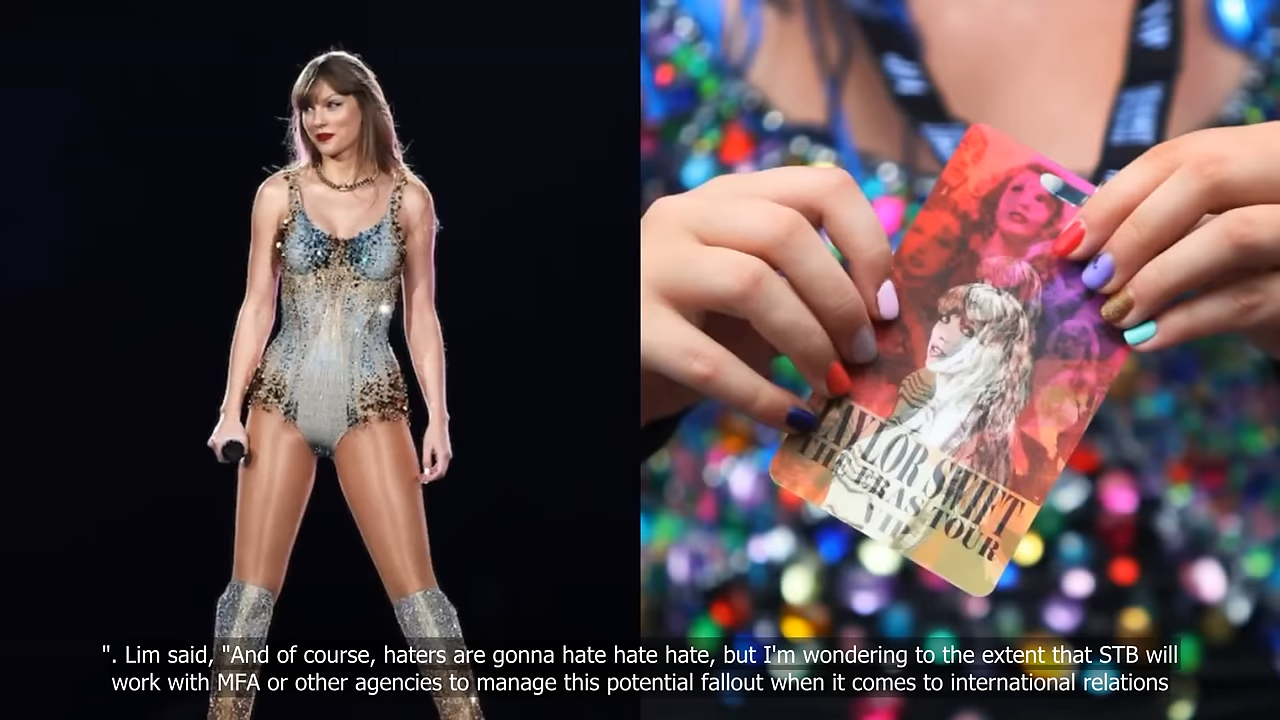 VIP
TAYLOR SWIFT
THE ERAS TOUR
VIP
". Lim said, "And of course, haters are gonna hate hate hate, but I'm wondering to the extent that STB will
work with MFA or other agencies to manage this potential fallout when it comes to international relations